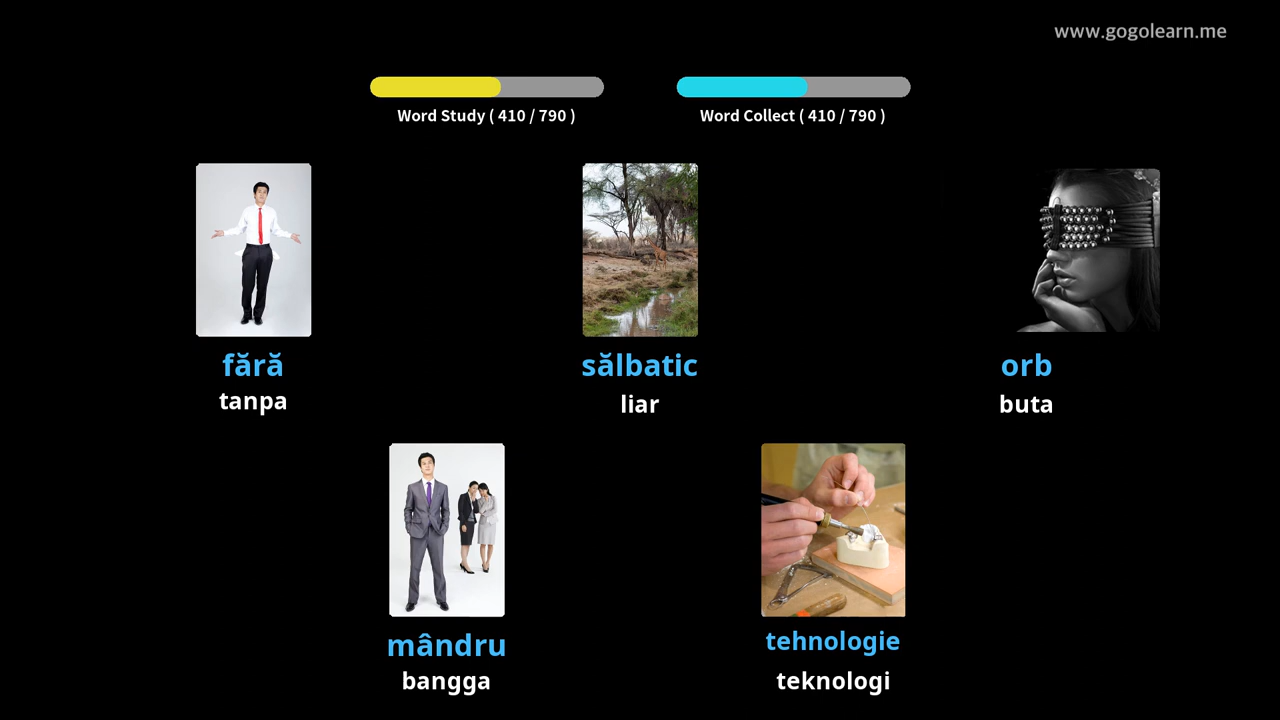 www.gogolearn.me
Word Study ( 410 / 790 )
Word Collect ( 410 / 790 )
fără
tanpa
sălbatic
liar
orb
buta
mândru
bangga
tehnologie
teknologi